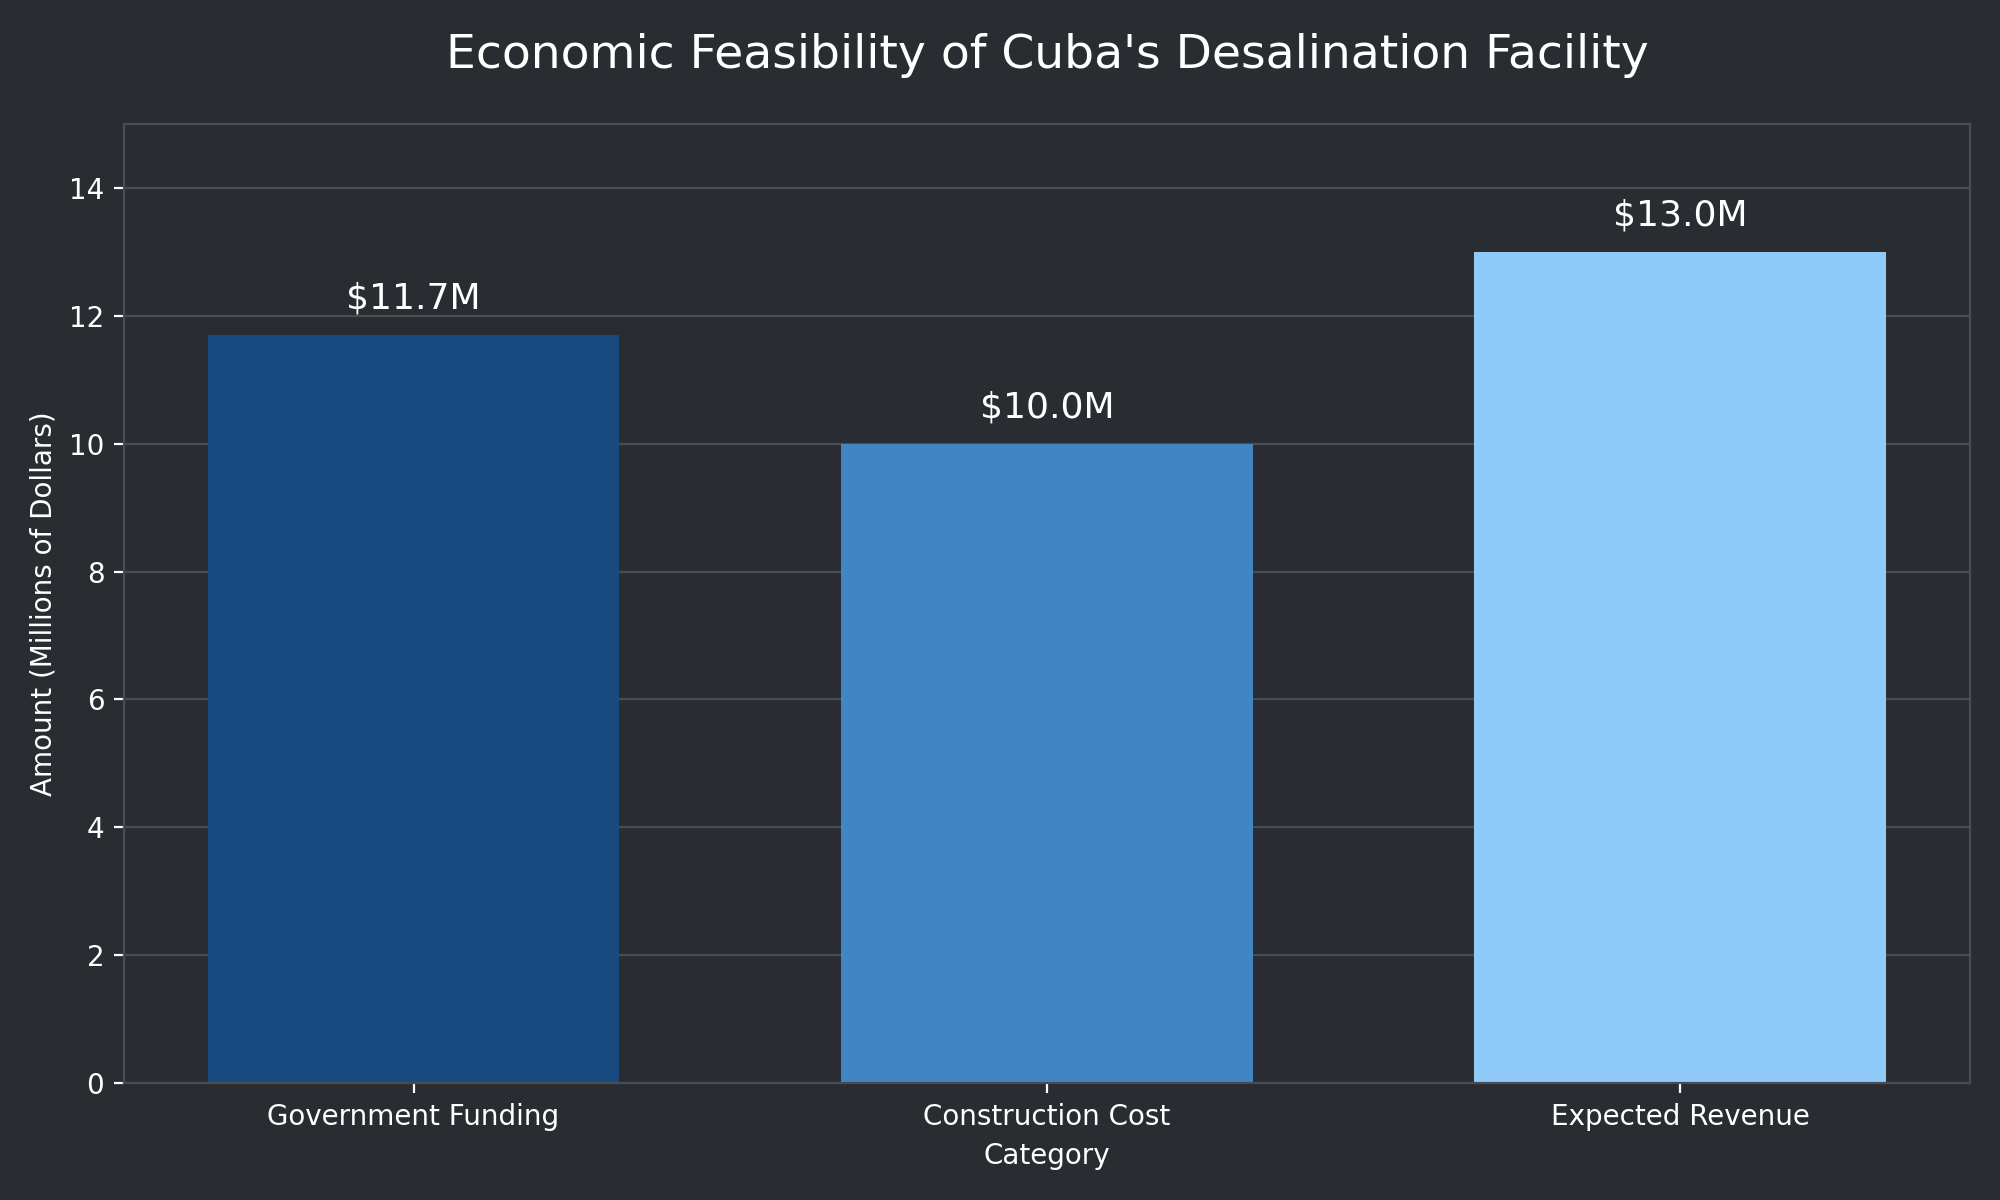 Economic Feasibility of Cuba's Desalination Facility
14
12
10
8
6
4
2
0
Amount (Millions of Dollars)
$11.7M
$10.0M
$13.0M
Government Funding
Construction Cost
Expected Revenue
Category